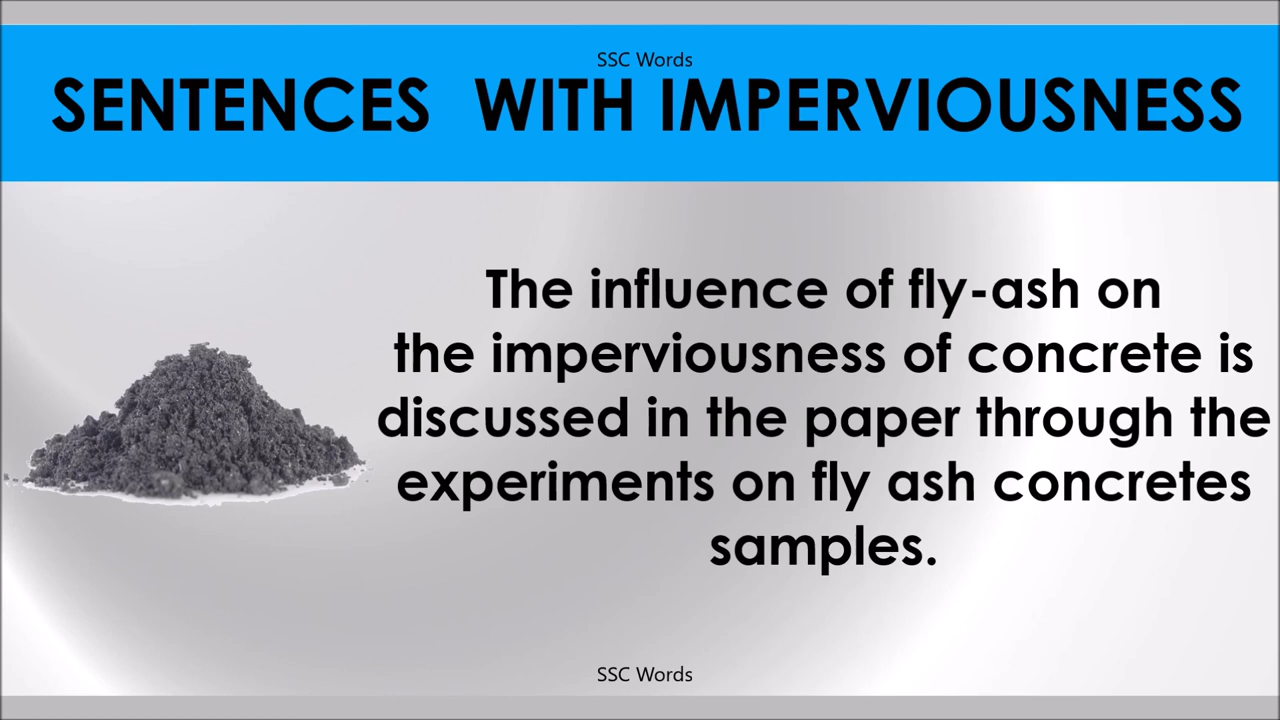 SSC Words
SENTENCES WITH IMPERVIOUSNESS
The influence of fly-ash on
the imperviousness of concrete is
discussed in the paper through the
experiments on fly ash concretes
samples.
SSC Words